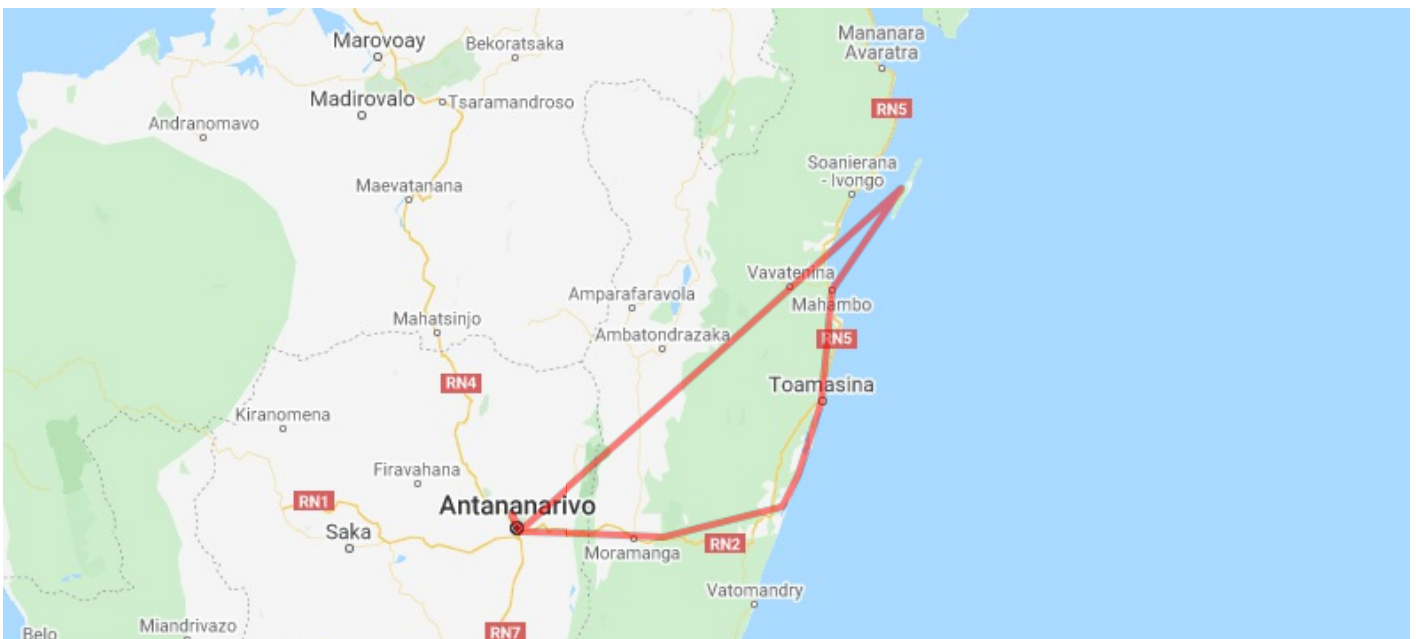 Mananara
Avaratra
Marovoay
Bekoratsaka
Madirovalo
Tsaramandroso
RN5
Andranomavo
Soanierana
- Ivongo
Maevatanana
Vavatenina
Amparafaravola
Mahambo
Mahatsinjo
Ambatondrazaka
RN5
RN4
Toamasina
Kiranomena
Firavahana
RN1
Antananarivo
Saka
RN2
Moramanga
Vatomandry
Miandrivazo
Belo
RN7